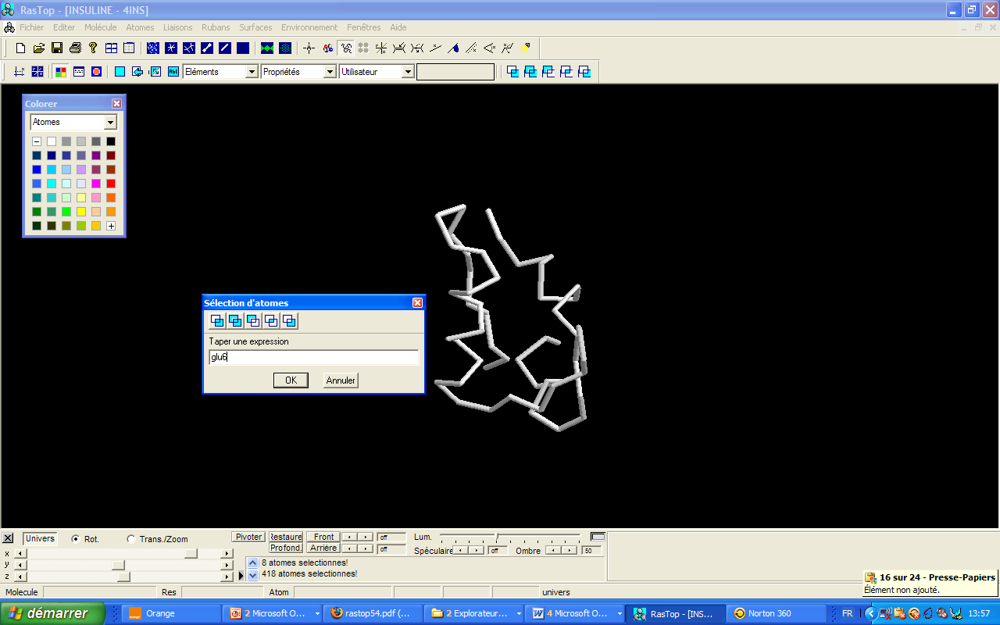 RasTop - [INSULINE - 4INS]
Fichier Editer Molécule Atomes Liaisons Rubans Surfaces Environnement Fenêtres Aide
Eléments Propriétés Utilisateur
Colorer
Atomes
Sélection d'atomes
Taper une expression
glu6
OK Annuler
Univers Rot. Trans./Zoom Pivoter Restaure Front off Lum.
Profond. Arrière off Spéculaire off Ombre 50
x
y
z
8 atomes selectionnes!
418 atomes selectionnes!
16 sur 24 - Presse-Papiers
Élément non ajouté.
Molecule Res Atom univers
démarrer Orange 2 Microsoft O... rastop54.pdf (... 2 Explorateur... 4 Microsoft O... RasTop - [INS... Norton 360 FR 13:57